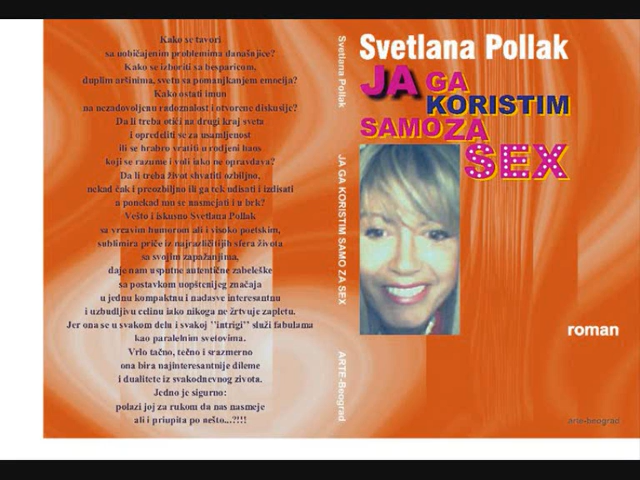 Kako se tavori
sa uobičajenim problemima današnjice?
Kako se izboriti sa besparicom,
duplim aršinima, svetu sa pomanjkanjem emocija?
Kako ostati imun
na nezadovoljenu radoznalost i otvorene diskusije?
Da li treba otići na drugi kraj sveta
i opredeliti se za usamljenost
ili se hrabro vratiti u rodjeni haos
koji se razume i voli iako ne opravdava?
Da li treba život shvatiti ozbiljno,
nekad čak i preozbiljno ili ga tek udisati i izdisati
a ponekad mu se nasmejati i u brk?
Vešto i iskusno Svetlana Pollak
sa vrcavim humorom ali i visoko poetskim,
sublimira priče iz najrazličitijih sfera života
sa svojim zapažanjima,
daje nam usputne autentične zabeleške
sa postavkom uopštenijeg značaja
u jednu kompaktnu i nadasve interesantnu
i uzbudljivu celinu iako nikoga ne žrtvuje zapletu.
Jer ona se u svakom delu i svakoj ''intrigi'' služi fabulama
kao paralelnim svetovima.
Vrlo tačno, tečno i srazmerno
ona bira najinteresantnije dileme
i dualitete iz svakodnevnog života.
Jedno je sigurno:
polazi joj za rukom da nas nasmeje
ali i priupita po nešto...?!!!
Svetlana Pollak
JA GA KORISTIM SAMO ZA SEX
ARTE-Beograd
Svetlana Pollak
JA GA
KORISTIM
SAMO ZA
SEX
roman
arte-beograd